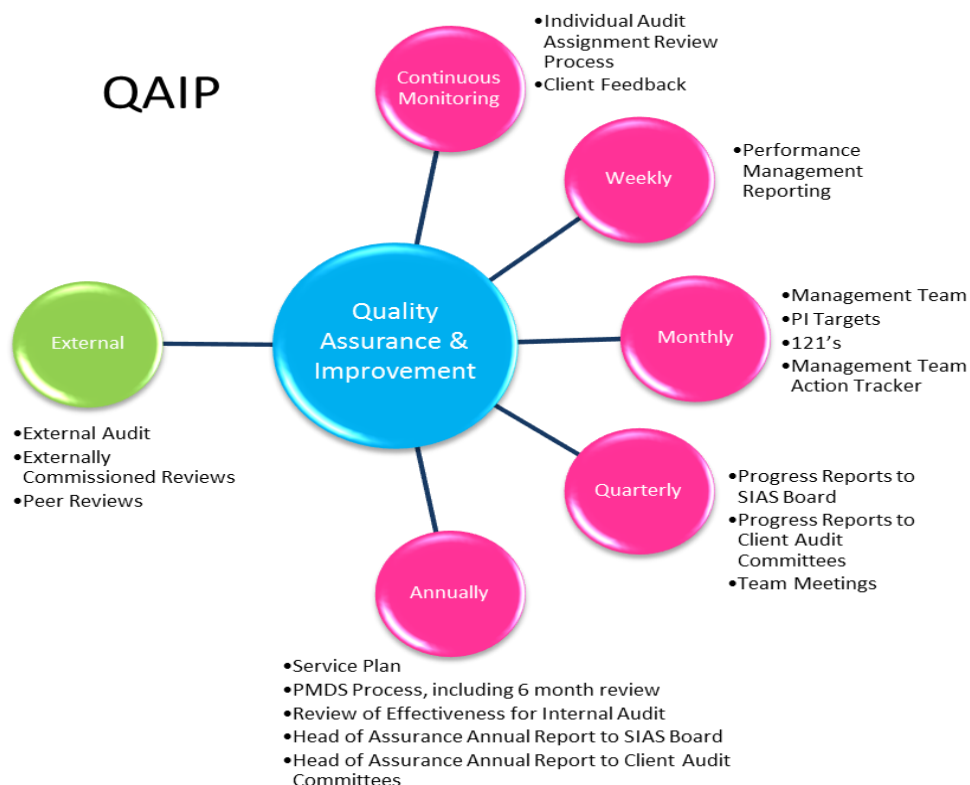 QAIP
Continuous
Monitoring
•Individual Audit
Assignment Review
Process
•Client Feedback
Weekly
•Performance
Management
Reporting
Quality
Assurance &
Improvement
Monthly
•Management Team
•PI Targets
•121’s
•Management Team
Action Tracker
External
•External Audit
•Externally
Commissioned Reviews
•Peer Reviews
Quarterly
•Progress Reports to
SIAS Board
•Progress Reports to
Client Audit
Committees
•Team Meetings
Annually
•Service Plan
•PMDS Process, including 6 month review
•Review of Effectiveness for Internal Audit
•Head of Assurance Annual Report to SIAS Board
•Head of Assurance Annual Report to Client Audit
Committees